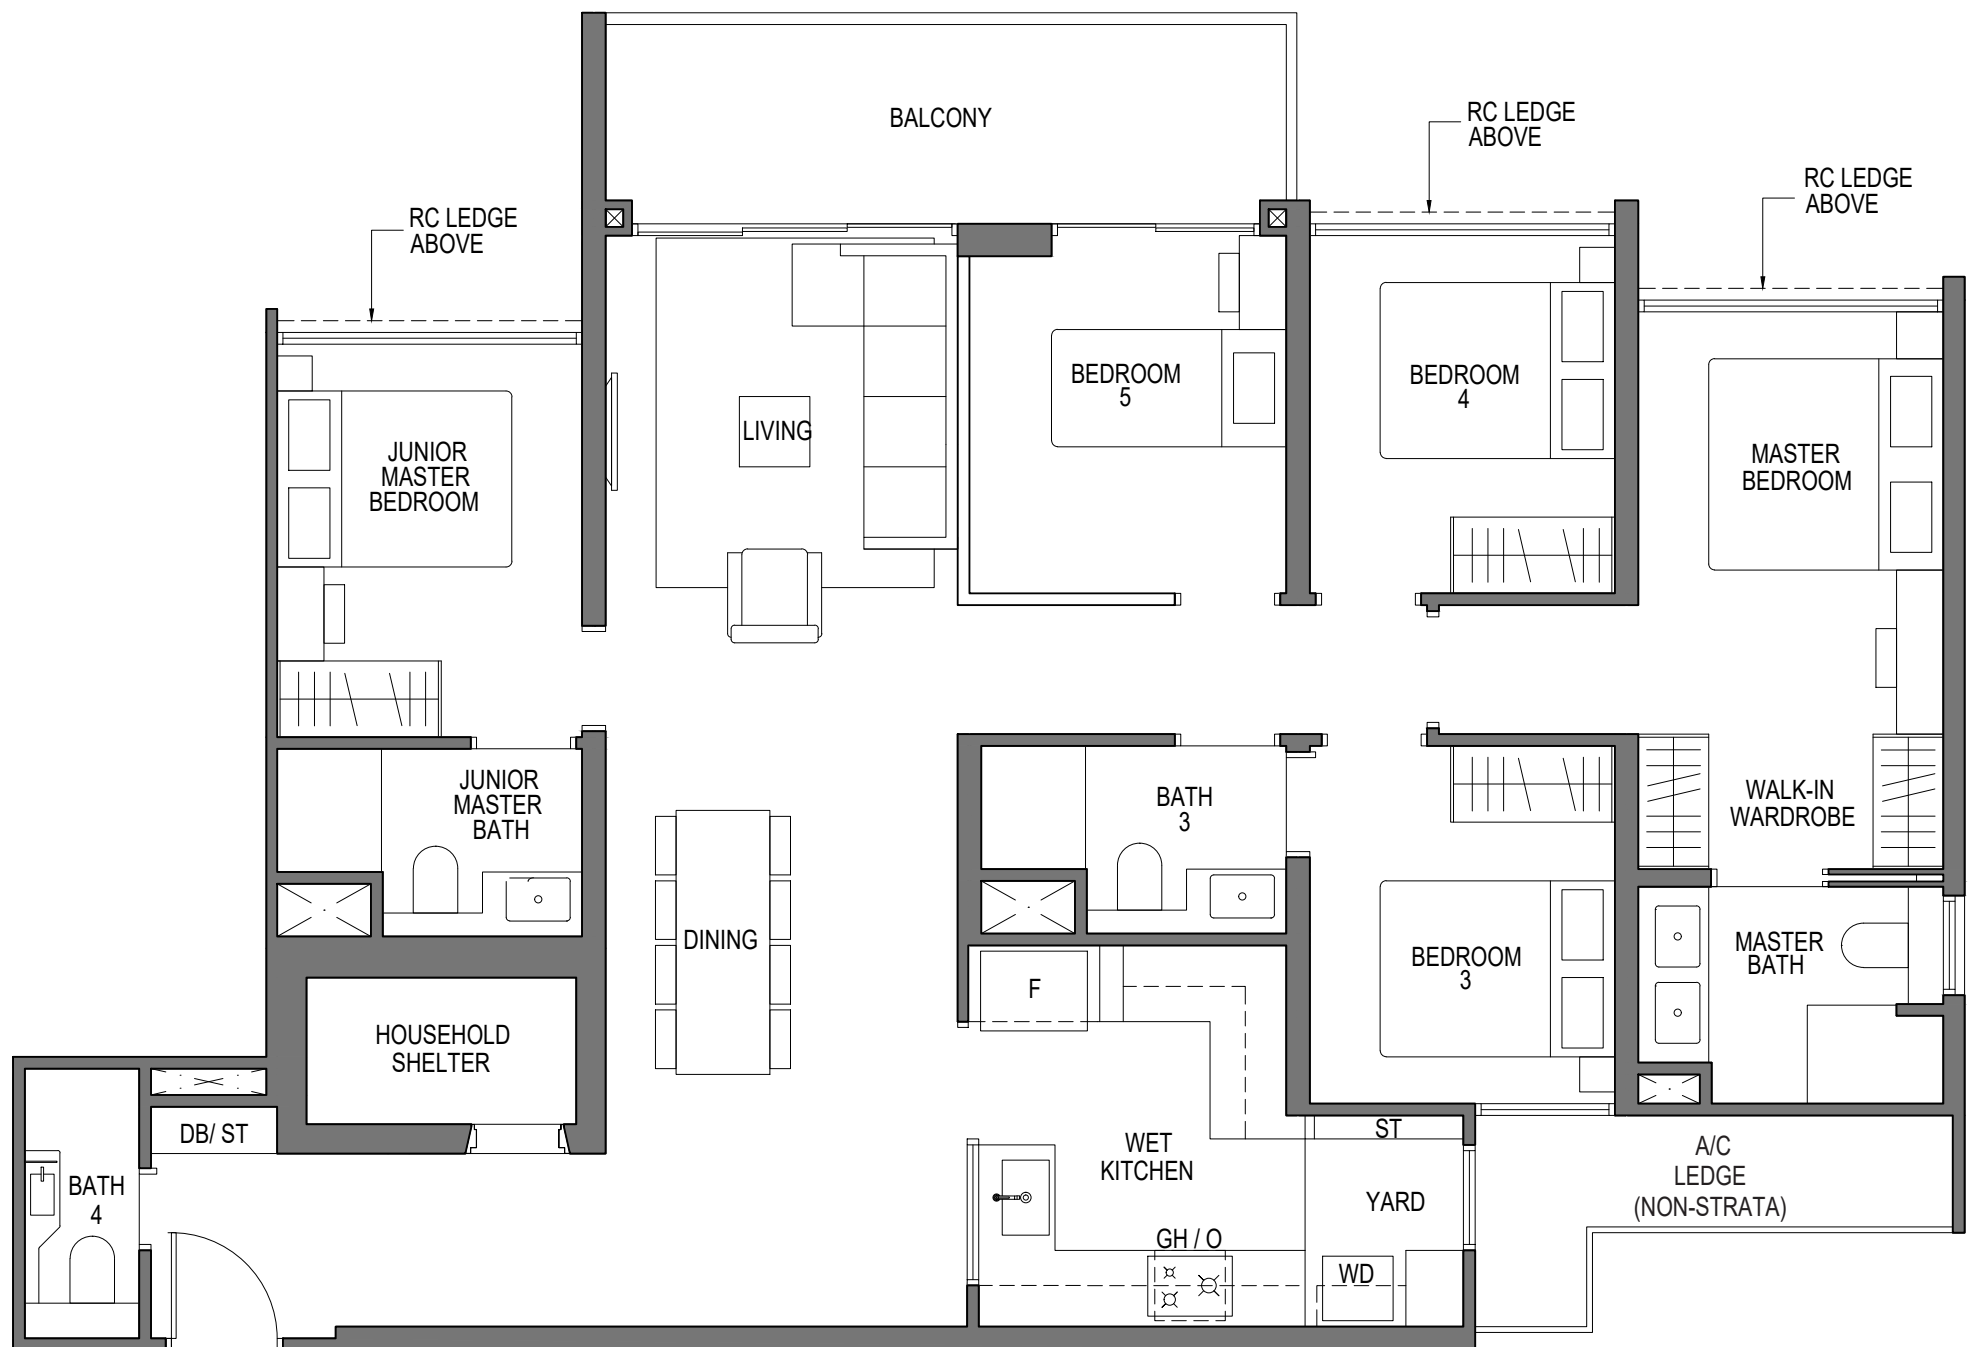 BALCONY
RC LEDGE
ABOVE
RC LEDGE
ABOVE
RC LEDGE
ABOVE
BEDROOM
5
BEDROOM
4
LIVING
JUNIOR
MASTER
BEDROOM
MASTER
BEDROOM
JUNIOR
MASTER
BATH
BATH
3
WALK-IN
WARDROBE
DINING
MASTER
BATH
BEDROOM
3
F
HOUSEHOLD
SHELTER
DB/ ST
ST
WET
KITCHEN
A/C
LEDGE
(NON-STRATA)
BATH
4
YARD
GH / O
WD